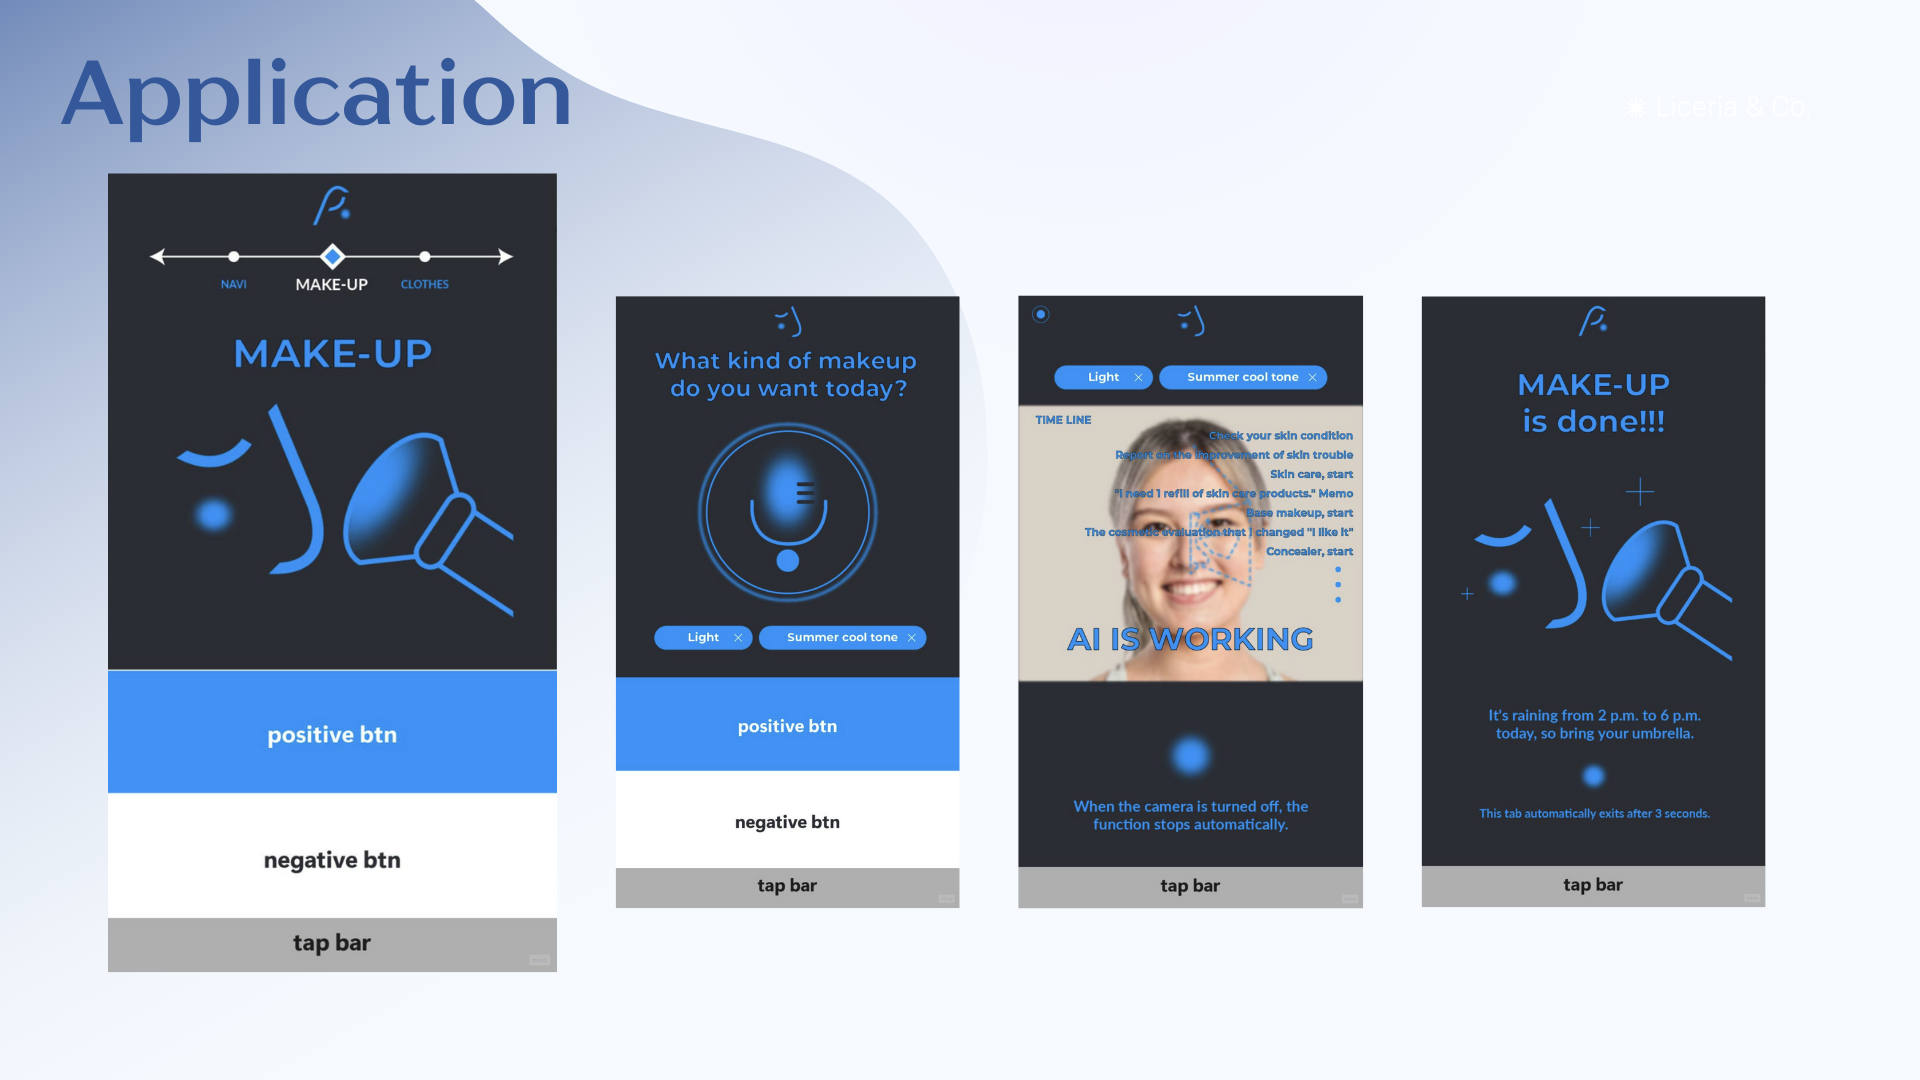 Application
Liceria & Co.
NAVI
MAKE-UP
CLOTHES
MAKE-UP
positive btn
negative btn
tap bar
What kind of makeup
do you want today?
Light
Summer cool tone
positive btn
negative btn
tap bar
Light
Summer cool tone
TIME LINE
Check your skin condition
Report on the improvement of skin trouble
Skin care, start
"I need 1 refill of skin care products." Memo
Base makeup, start
The cosmetic evaluation that I changed "I like it"
Concealer, start
AI IS WORKING
When the camera is turned off, the
function stops automatically.
tap bar
MAKE-UP
is done!!!
It's raining from 2 p.m. to 6 p.m.
today, so bring your umbrella.
This tab automatically exits after 3 seconds.
tap bar